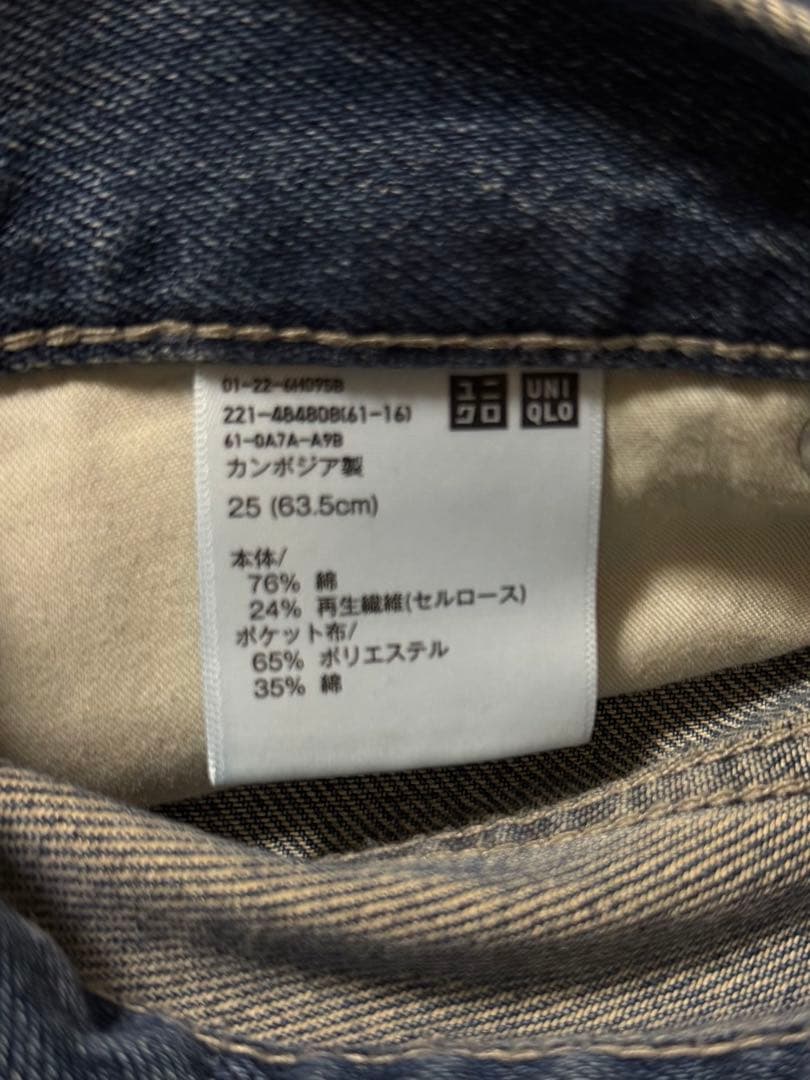 01-22-6H095B
221-484808(61-16)
61-0A7A-A9B
カンボジア製
25 (63.5cm)
ユニ
クロ
UNI
QLO
本体/
76% 綿
24% 再生繊維(セルロース)
ポケット布/
65% ポリエステル
35% 綿